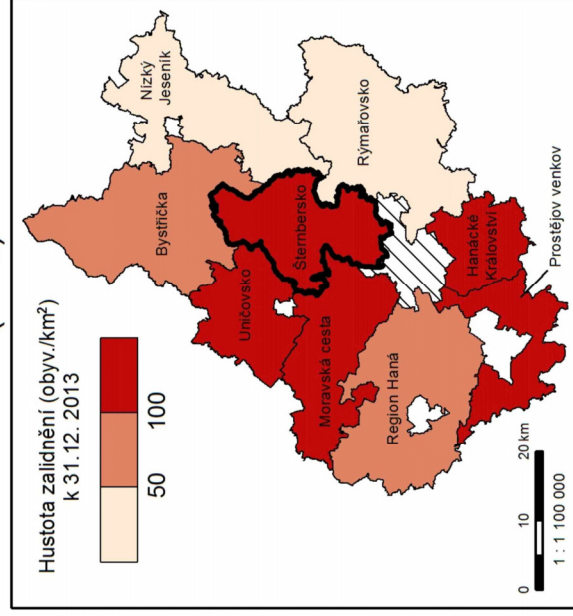 Hustota zalidnění (obyv./km²)
k 31.12. 2013
50
100
Nízký
Jeseník
Bystřička
Rýmařovsko
Šternbersko
Uničovsko
Moravská cesta
Hanácké
Království
Prostějov venkov
Region Haná
0 10 20 km
1 : 1 100 000